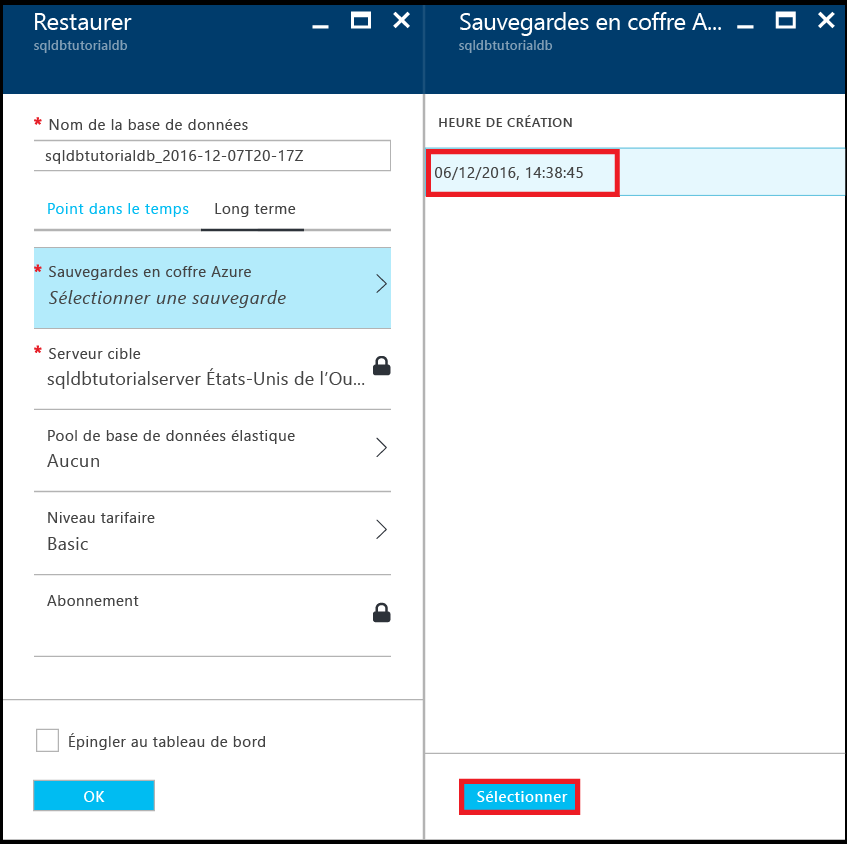 Restaurer
sqldbtutorialdb
* Nom de la base de données
sqldbtutorialdb_2016-12-07T20-17Z
Point dans le temps Long terme
* Sauvegardes en coffre Azure
Sélectionner une sauvegarde
* Serveur cible
sqldbtutorialserver États-Unis de l’Ou...
Pool de base de données élastique
Aucun
Niveau tarifaire
Basic
Abonnement
Épingler au tableau de bord
OK
Sauvegardes en coffre A...
sqldbtutorialdb
HEURE DE CRÉATION
06/12/2016, 14:38:45
Sélectionner